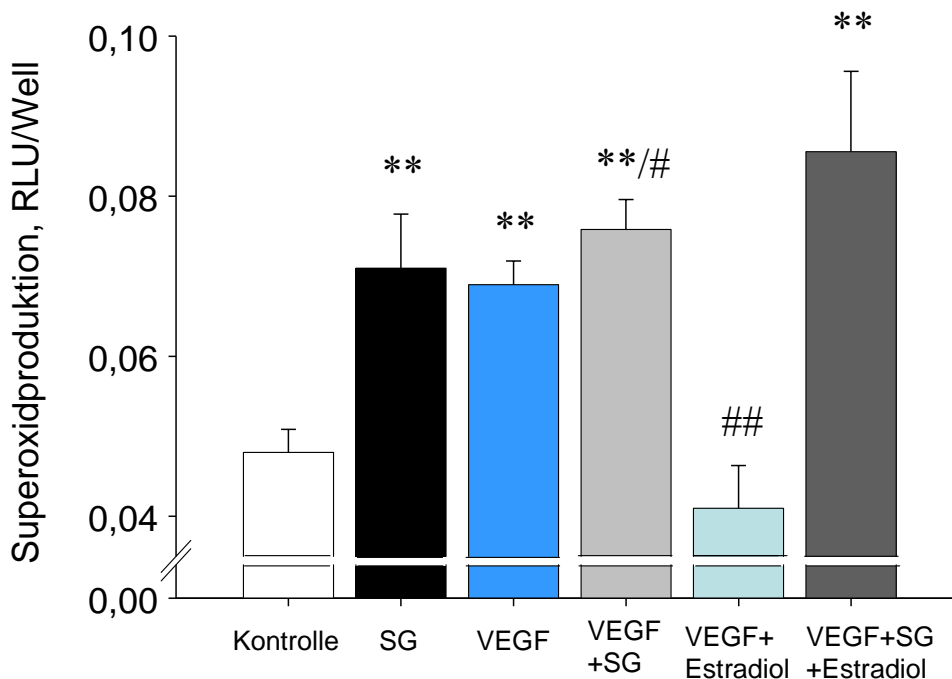 Superoxidproduktion, RLU/Well
0,10
0,08
0,06
0,04
0,00
**
**
**/#
##
**
Kontrolle
SG
VEGF
VEGF
+SG
VEGF+
Estradiol
VEGF+SG
+Estradiol